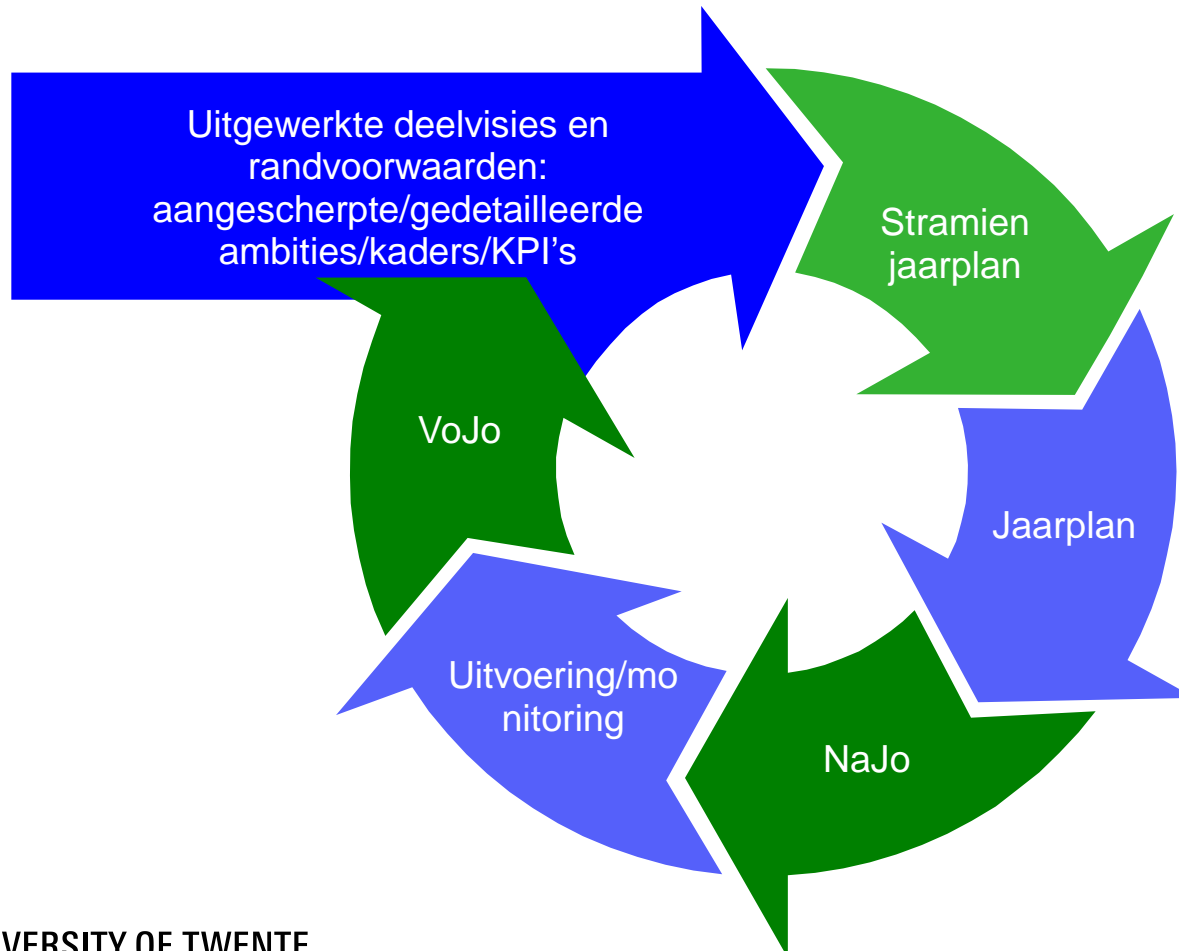 Uitgewerkte deelvisies en
randvoorwaarden:
aangescherpte/gedetailleerde
ambities/kaders/KPI's
Stramien
jaarplan
Jaarplan
NaJo
Uitvoering/mo
nitoring
VoJo
VERSITY OF TWENTE